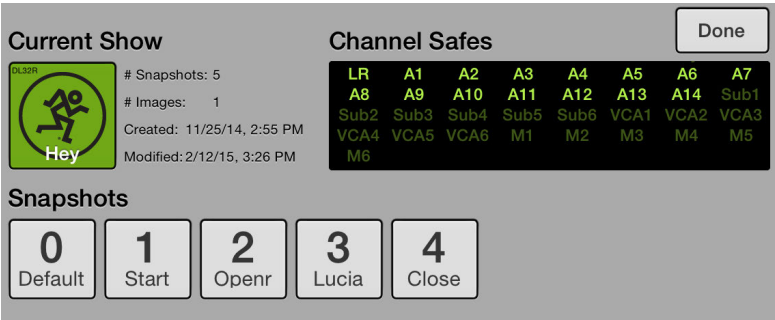 Done
Current Show
Channel Safes
DL32R
Hey
# Snapshots: 5
# Images: 1
Created: 11/25/14, 2:55 PM
Modified: 2/12/15, 3:26 PM
LR A1 A2 A3 A4 A5 A6 A7
A8 A9 A10 A11 A12 A13 A14 Sub1
Sub2 Sub3 Sub4 Sub5 Sub6 VCA1 VCA2 VCA3
VCA4 VCA5 VCA6 M1 M2 M3 M4 M5
M6
Snapshots
0 1 2 3 4
Default Start Openr Lucia Close